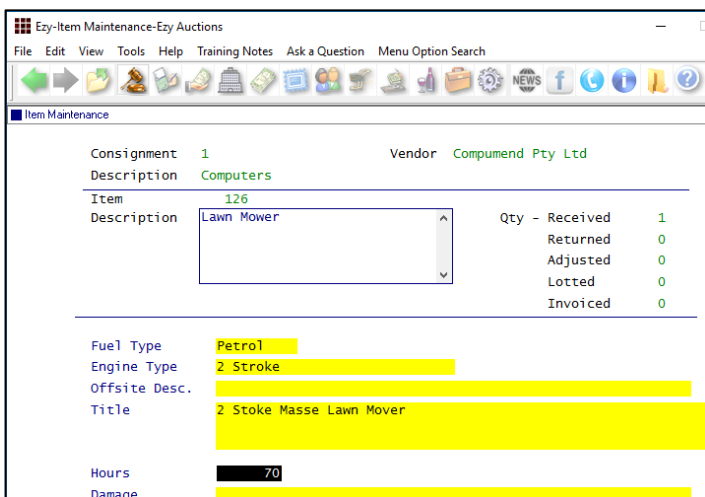 Ezy-Item Maintenance-Ezy Auctions
File Edit View Tools Help Training Notes Ask a Question Menu Option Search
NEWS f i ?
Item Maintenance
Consignment 1 Vendor Compumend Pty Ltd
Description Computers
Item 126
Description Lawn Mower Qty - Received 1
Returned 0
Adjusted 0
Lotted 0
Invoiced 0
Fuel Type Petrol
Engine Type 2 Stroke
Offsite Desc.
Title 2 Stoke Masse Lawn Mover
Hours 70
Damage